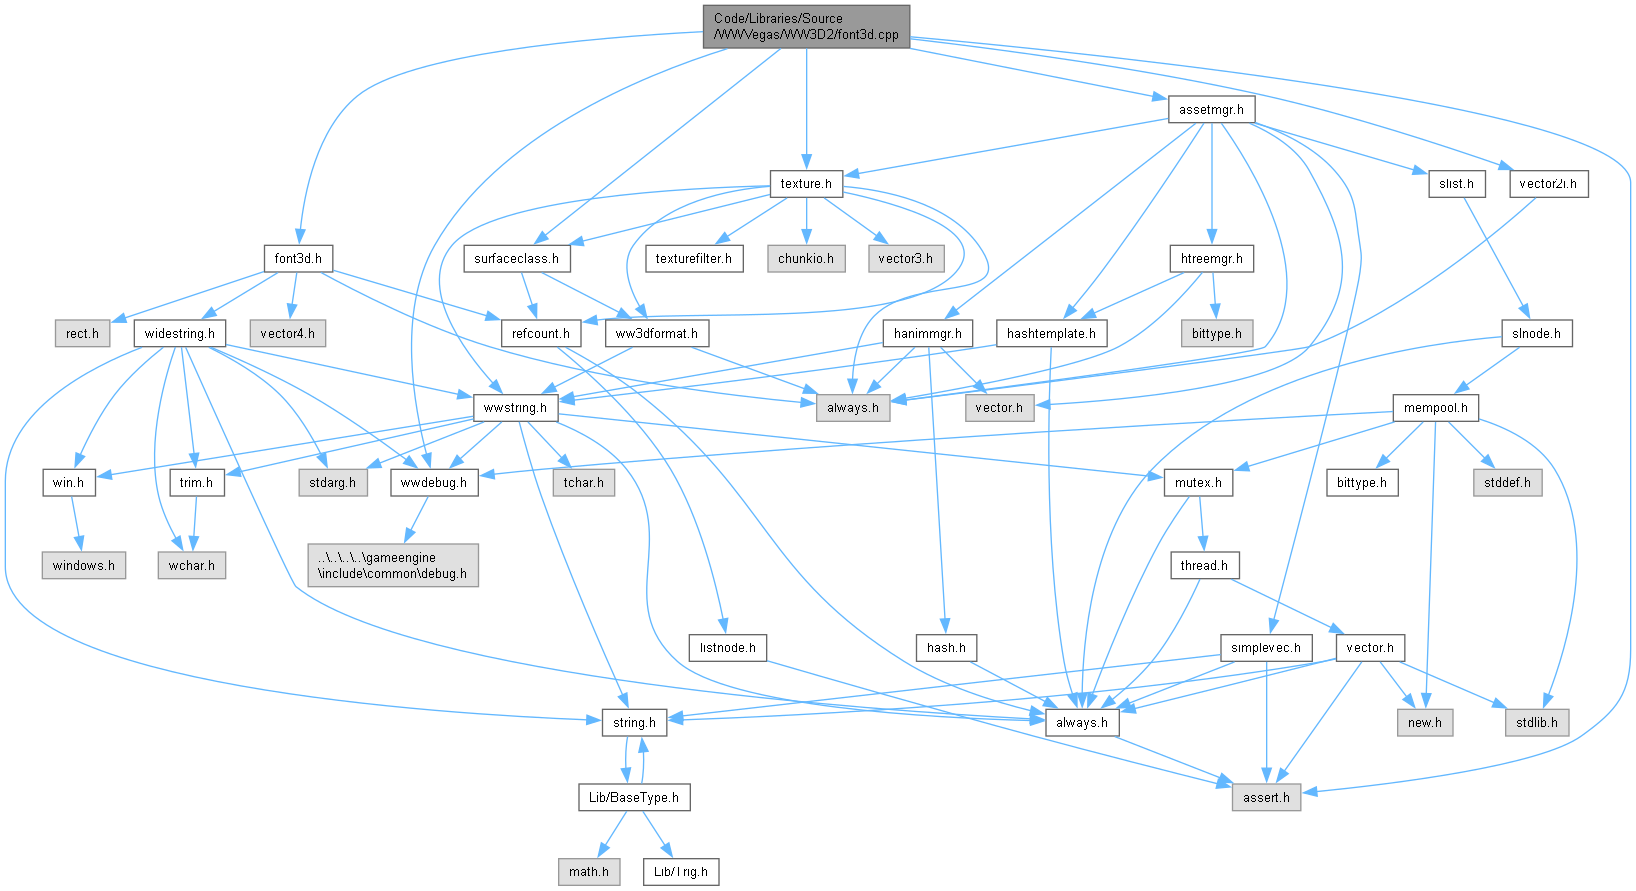 Code/Libraries/Source
/WWVegas/WW3D2/font3d.cpp
assetmgr.h
texture.h
slist.h
vector2i.h
font3d.h
surfaceclass.h
texturefilter.h
chunkio.h
vector3.h
htreemgr.h
rect.h
widestring.h
vector4.h
refcount.h
ww3dformat.h
hanimmgr.h
hashtemplate.h
bittype.h
slnode.h
wwstring.h
always.h
vector.h
mempool.h
win.h
trim.h
stdarg.h
wwdebug.h
tchar.h
mutex.h
bittype.h
stddef.h
windows.h
wchar.h
..\..\..\..\gameengine
\include\common\debug.h
thread.h
listnode.h
hash.h
simplevec.h
vector.h
string.h
always.h
new.h
stdlib.h
Lib/BaseType.h
assert.h
math.h
Lib/Trig.h